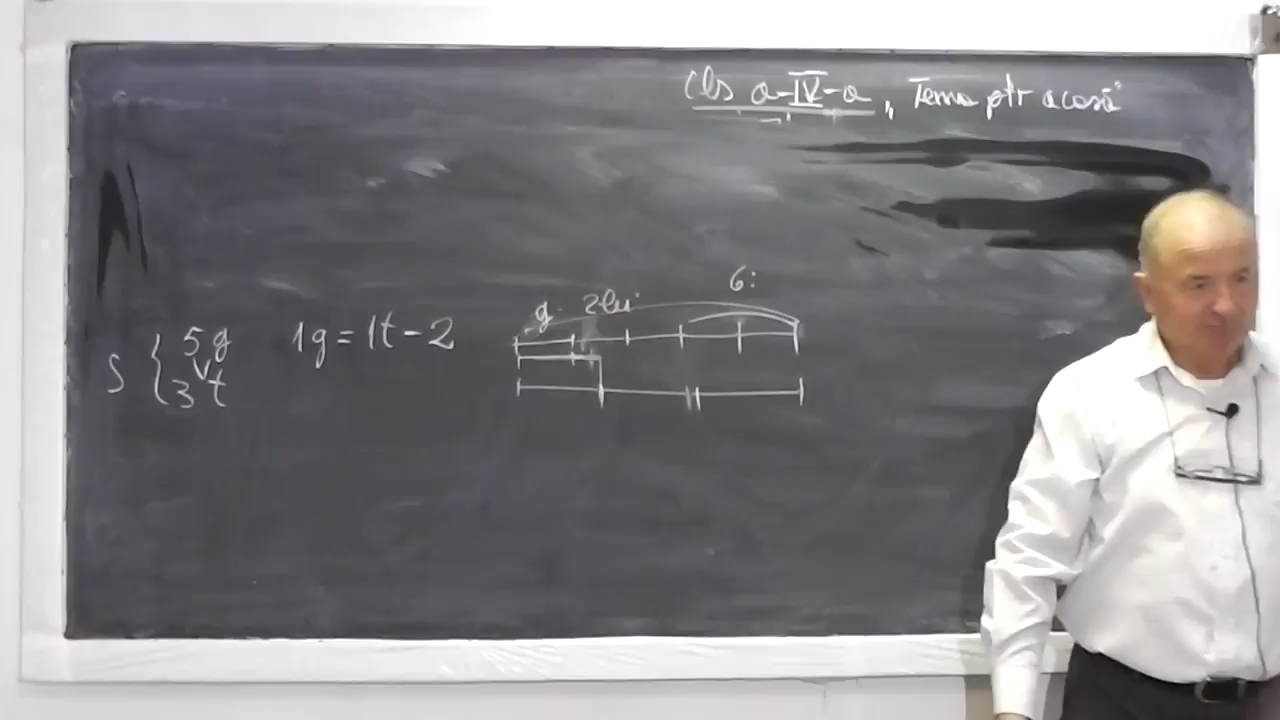 Cls a-IV-a, Tema ptr acasă"
6:
g. 2lei
S { 5g 1g = 1t - 2
3t